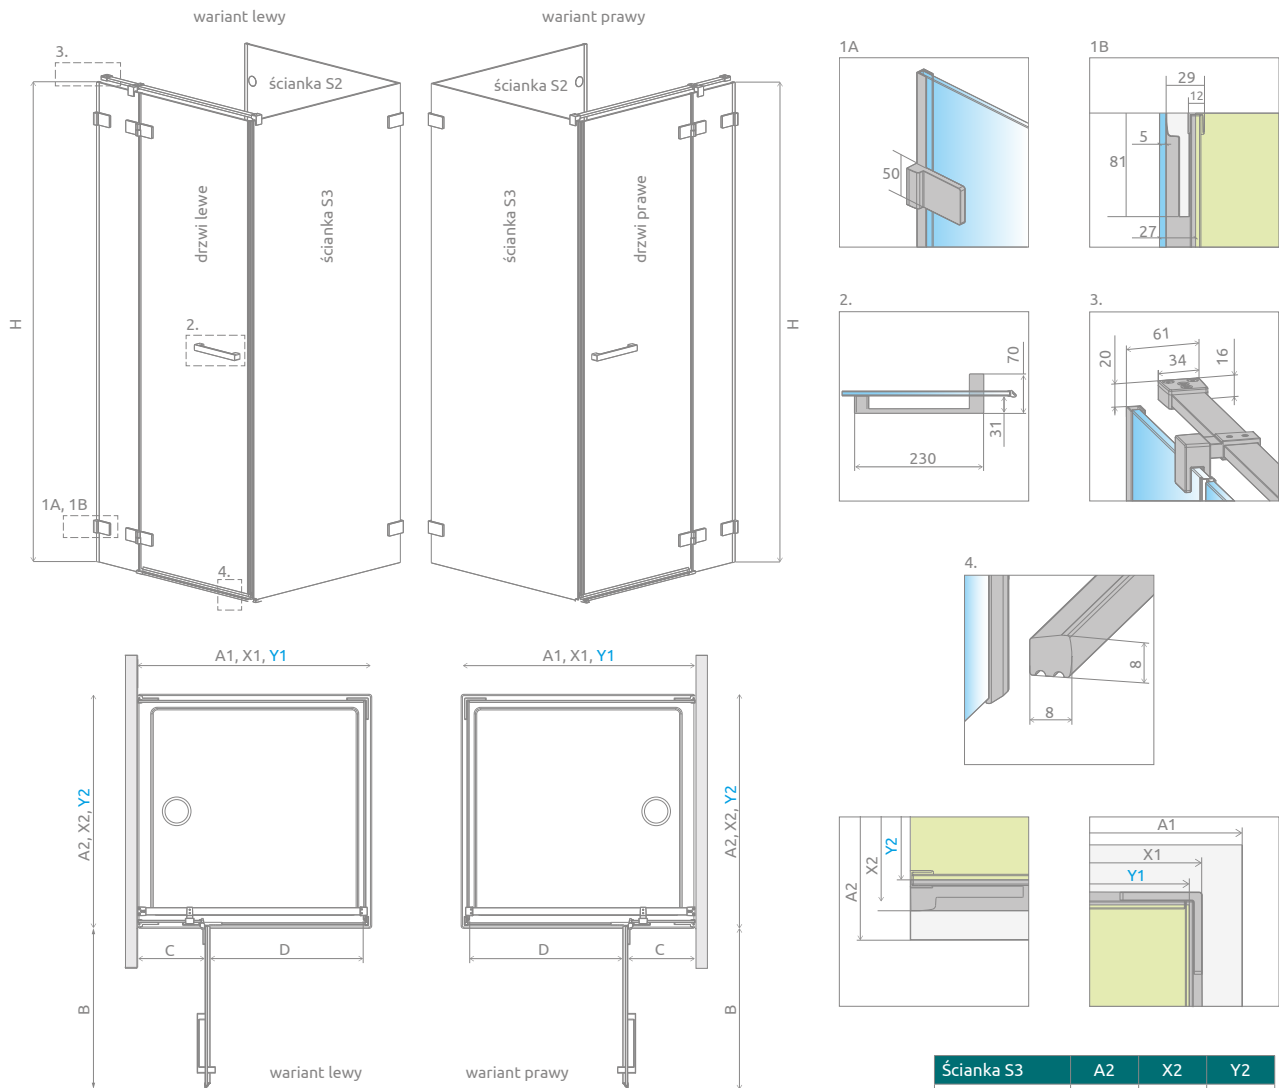 wariant lewy
wariant prawy
3.
ścianka S2
drzwi lewe
ścianka S3
H
2.
1A, 1B
4.
ścianka S2
ścianka S3
drzwi prawe
H
1A
50
1B
29
12
5
81
27
2.
70
31
230
3.
61
34
20
16
4.
8
8
A1, X1, Y1
A2, X2, Y2
C
D
B
wariant lewy
A1, X1, Y1
A2, X2, Y2
D
C
B
wariant prawy
A2
X2
Y2
A1
X1
Y1
Ścianka S3 A2 X2 Y2